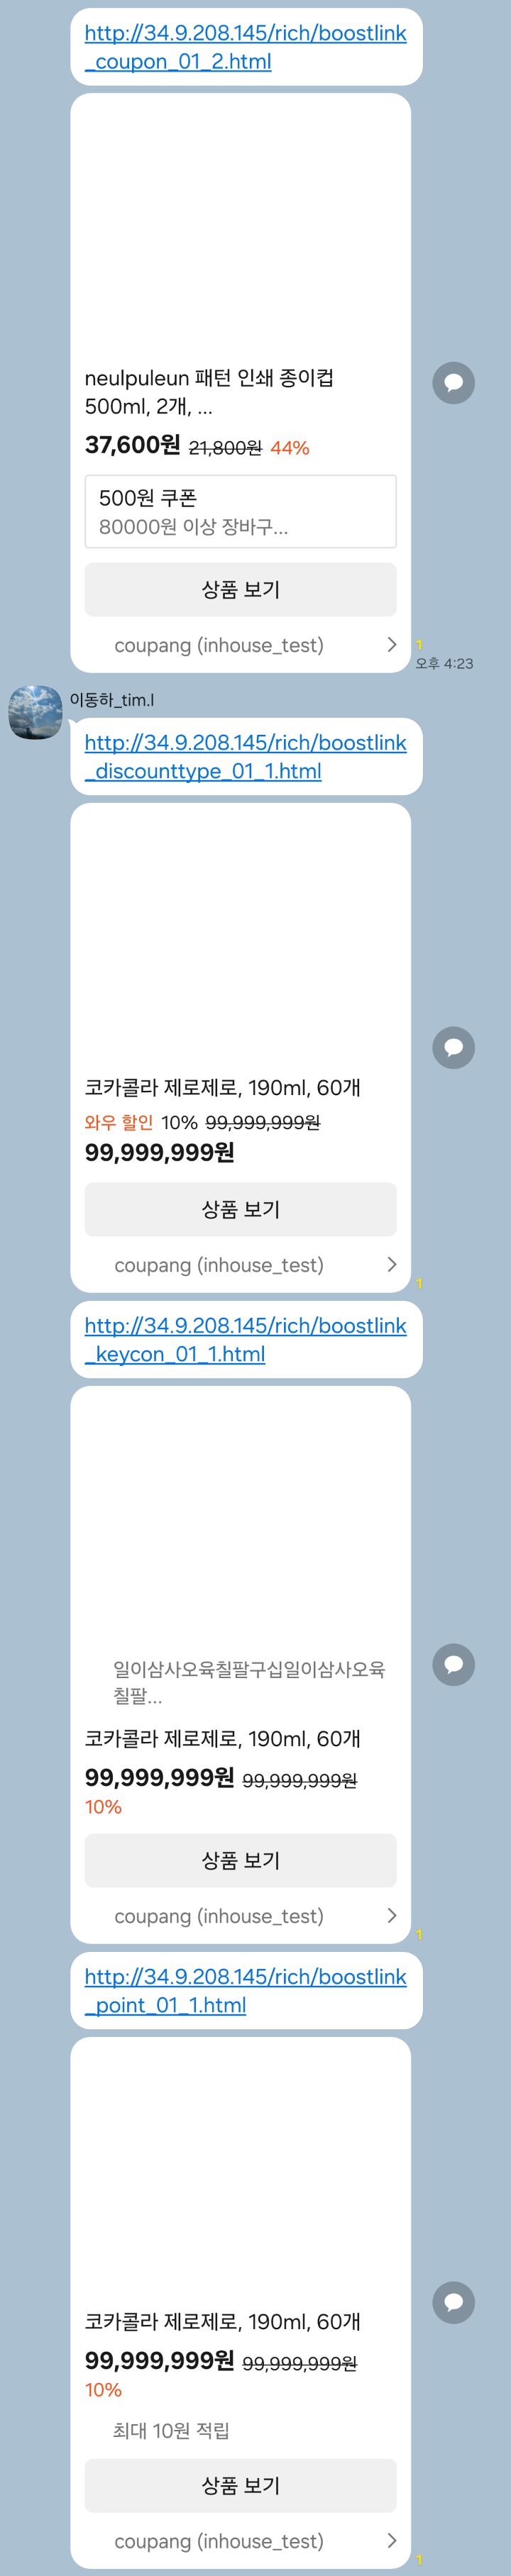 http://34.9.208.145/rich/boostlink
_coupon_01_2.html
neulpuleun 패턴 인쇄 종이컵
500ml, 2개, ...
37,600원 21,800원 44%
500원 쿠폰
80000원 이상 장바구...
상품 보기
coupang (inhouse_test)
1
오후 4:23
이동하_tim.l
http://34.9.208.145/rich/boostlink
_discounttype_01_1.html
코카콜라 제로제로, 190ml, 60개
와우 할인 10% 99,999,999원
99,999,999원
상품 보기
coupang (inhouse_test)
1
http://34.9.208.145/rich/boostlink
_keycon_01_1.html
일이삼사오육칠팔구십일이삼사오육
칠팔...
코카콜라 제로제로, 190ml, 60개
99,999,999원 99,999,999원
10%
상품 보기
coupang (inhouse_test)
1
http://34.9.208.145/rich/boostlink
_point_01_1.html
코카콜라 제로제로, 190ml, 60개
99,999,999원 99,999,999원
10%
최대 10원 적립
상품 보기
coupang (inhouse_test)
1